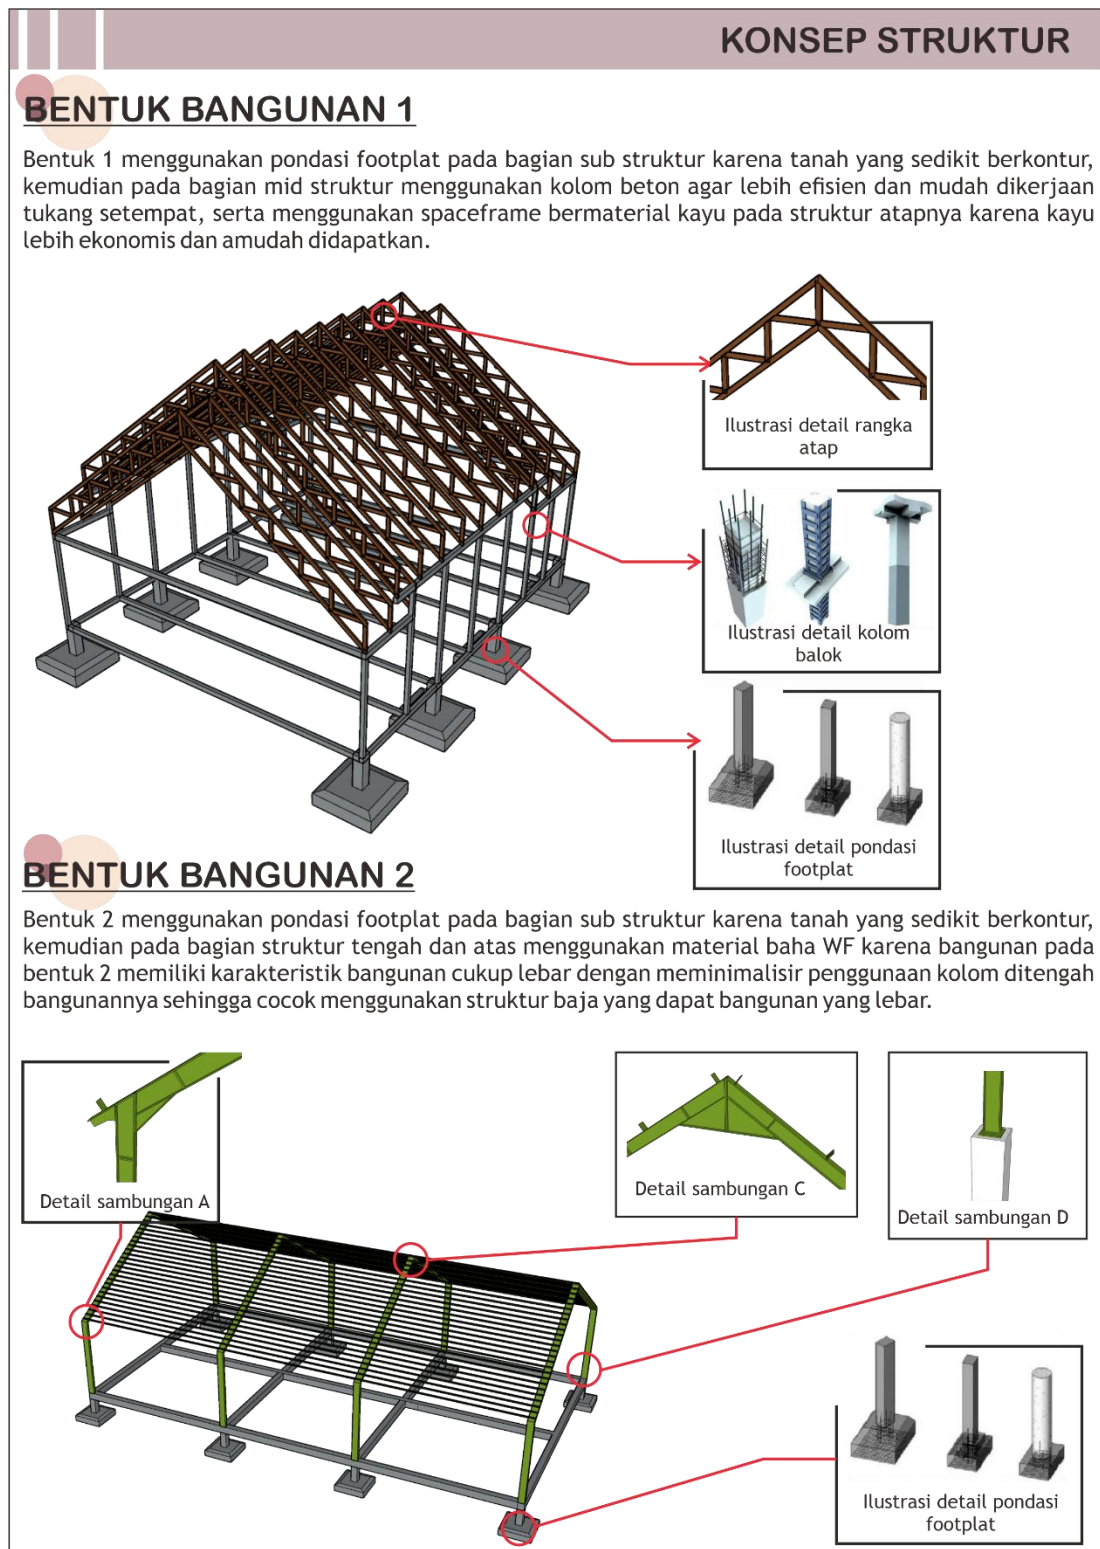 KONSEP STRUKTUR
BENTUK BANGUNAN 1
Bentuk 1 menggunakan pondasi footplat pada bagian sub struktur karena tanah yang sedikit berkontur,
kemudian pada bagian mid struktur menggunakan kolom beton agar lebih efisien dan mudah dikerjaan
tukang setempat, serta menggunakan spaceframe bermaterial kayu pada struktur atapnya karena kayu
lebih ekonomis dan amudah didapatkan.
Ilustrasi detail rangka
atap
Ilustrasi detail kolom
balok
Ilustrasi detail pondasi
footplat
BENTUK BANGUNAN 2
Bentuk 2 menggunakan pondasi footplat pada bagian sub struktur karena tanah yang sedikit berkontur,
kemudian pada bagian struktur tengah dan atas menggunakan material baha WF karena bangunan pada
bentuk 2 memiliki karakteristik bangunan cukup lebar dengan meminimalisir penggunaan kolom ditengah
bangunannya sehingga cocok menggunakan struktur baja yang dapat bangunan yang lebar.
Detail sambungan A
Detail sambungan C
Detail sambungan D
Ilustrasi detail pondasi
footplat